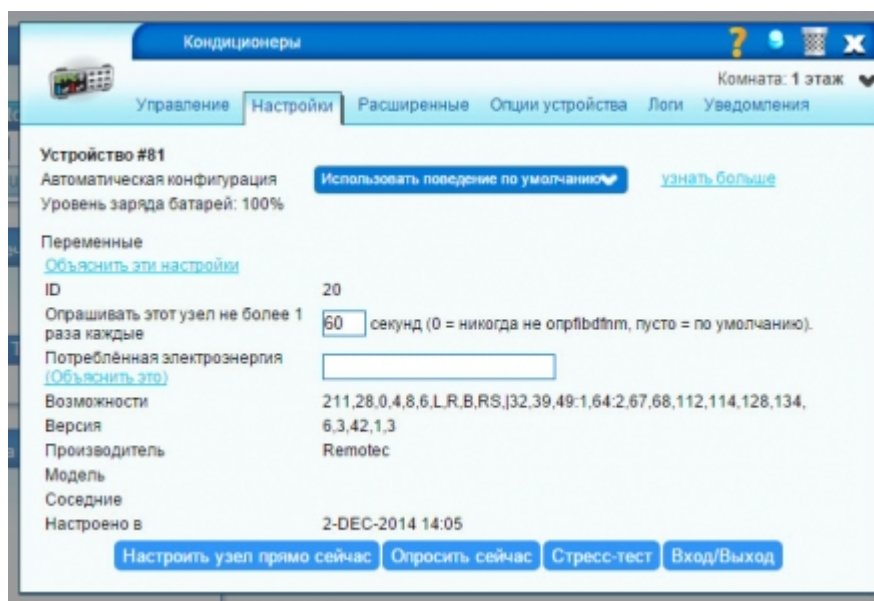 Кондиционеры
Комната: 1 этаж
Управление Настройки Расширенные Опции устройства Логи Уведомления
Устройство #81
Автоматическая конфигурация Использовать поведение по умолчанию узнать больше
Уровень заряда батарей: 100%
Переменные
Объяснить эти настройки
ID 20
Опрашивать этот узел не более 1 раза каждые 60 секунд (0 = никогда не опрfibdfnm, пусто = по умолчанию).
Потреблённая электроэнергия
(Объяснить это)
Возможности 211,28,0,4,8,6,L,R,B,RS,|32,39,49:1,64:2,67,68,112,114,128,134,
Версия 6,3,42,1,3
Производитель Remotec
Модель
Соседние
Настроено в 2-DEC-2014 14:05
Настроить узел прямо сейчас Опросить сейчас Стресс-тест Вход/Выход